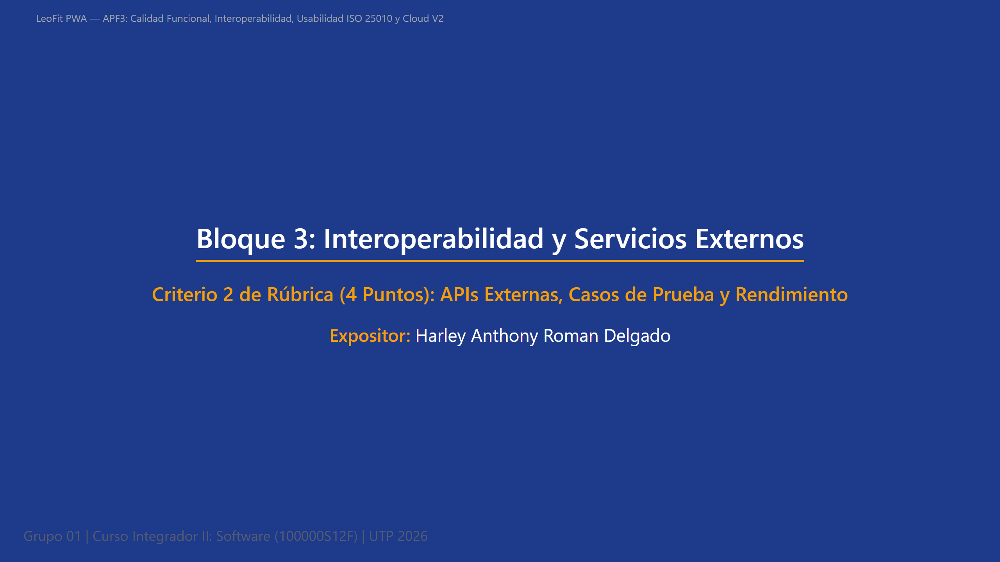 LeoFit PWA — APF3: Calidad Funcional, Interoperabilidad, Usabilidad ISO 25010 y Cloud V2
Bloque 3: Interoperabilidad y Servicios Externos
Criterio 2 de Rúbrica (4 Puntos): APIs Externas, Casos de Prueba y Rendimiento
Expositor: Harley Anthony Roman Delgado
Grupo 01 | Curso Integrador II: Software (100000S12F) | UTP 2026